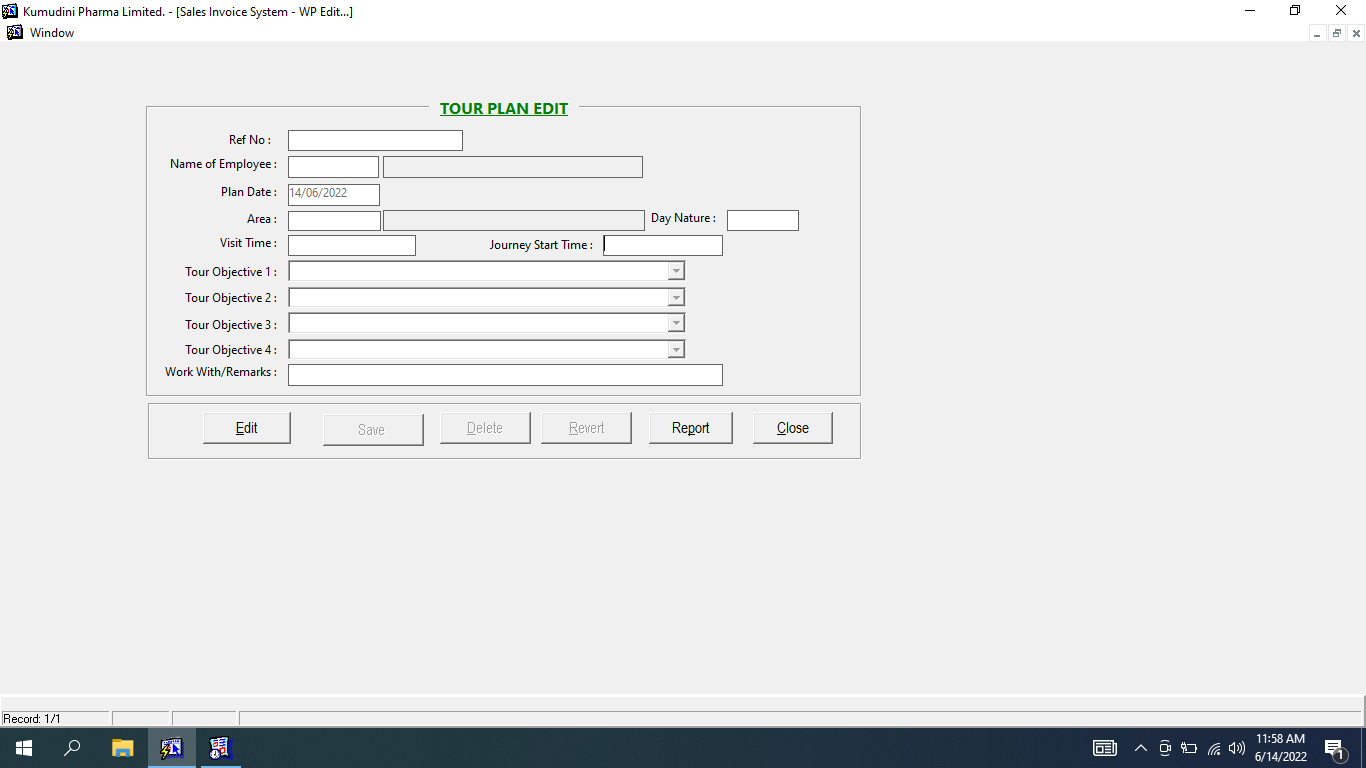 Kumudini Pharma Limited. - [Sales Invoice System - WP Edit...]
Window
TOUR PLAN EDIT
Ref No :
Name of Employee :
Plan Date : 14/06/2022
Area : Day Nature :
Visit Time : Journey Start Time :
Tour Objective 1 :
Tour Objective 2 :
Tour Objective 3 :
Tour Objective 4 :
Work With/Remarks :
Edit Save Delete Revert Report Close
Record: 1/1
11:58 AM
6/14/2022
1